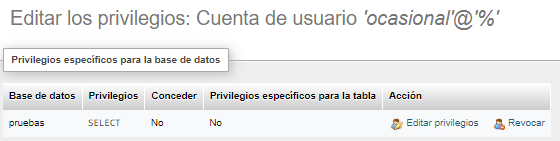 Editar los privilegios: Cuenta de usuario 'ocasional'@'%'
Privilegios específicos para la base de datos
Base de datos Privilegios Conceder Privilegios específicos para la tabla Acción
pruebas SELECT No No Editar privilegios Revocar